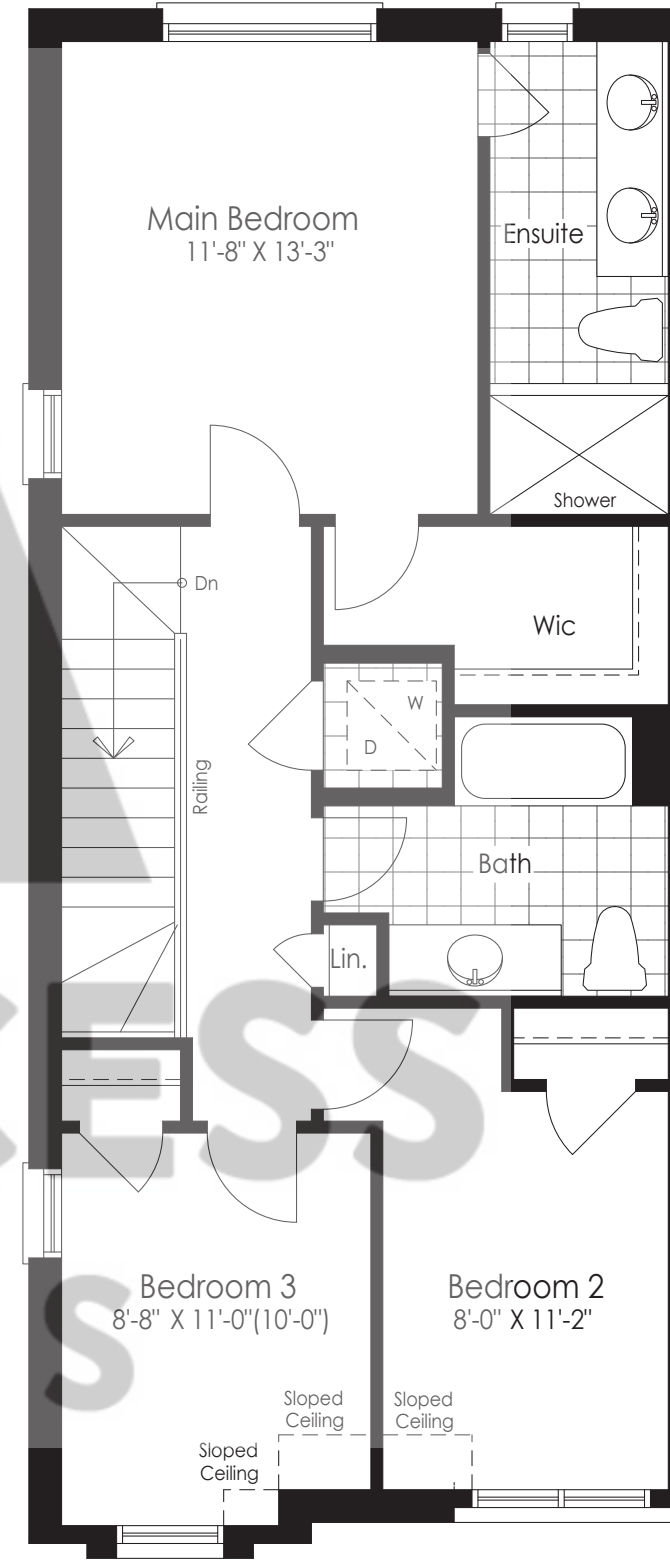 Main Bedroom
11'-8" X 13'-3"
Ensuite
Shower
Dn
Wic
W
D
Railing
Bath
Lin.
CESS
S
Bedroom 3
8'-8" X 11'-0"(10'-0")
Bedroom 2
8'-0" X 11'-2"
Sloped
Ceiling
Sloped
Ceiling
Sloped
Ceiling